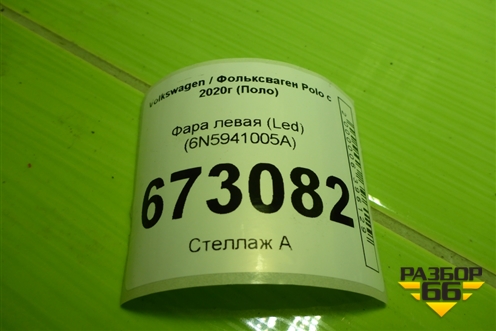 Volkswagen / Фольксваген Polo с
2020г (Поло)
Фара левая (Led)
(6N5941005A)
673082
Стеллаж А
РАЗБОР
66